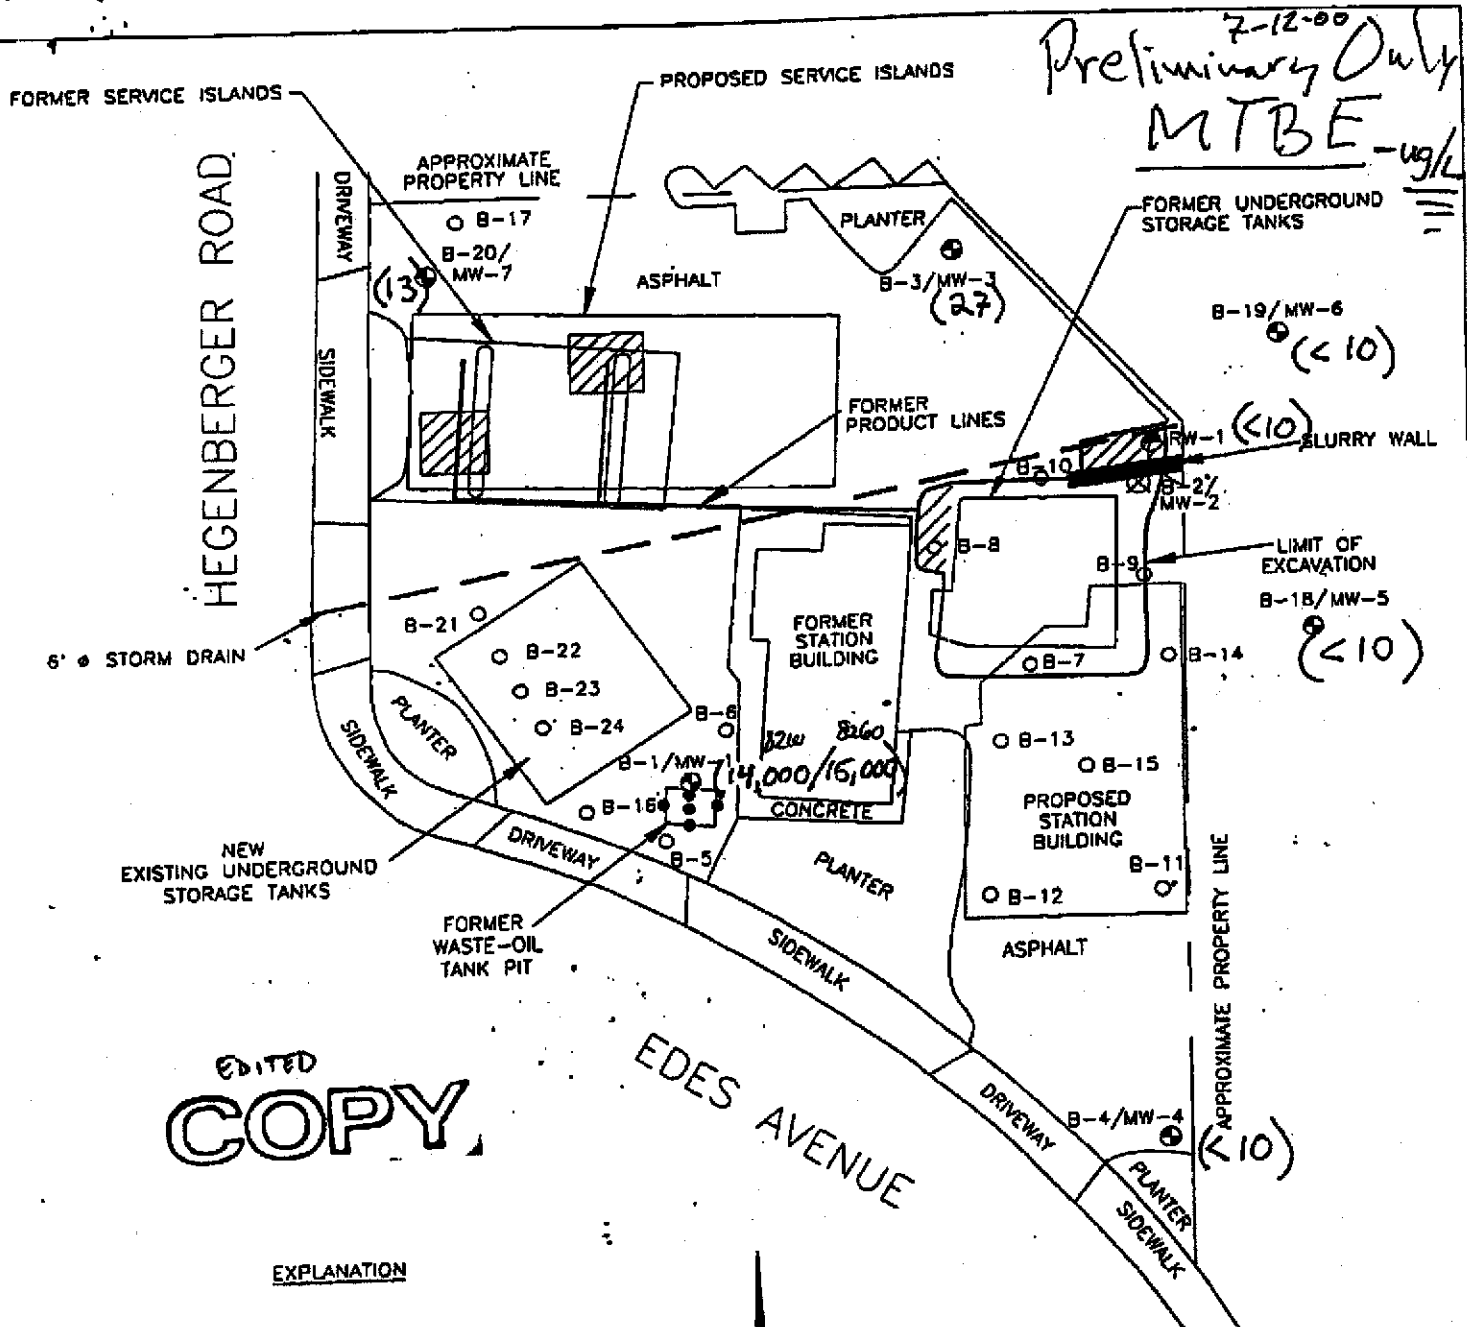 7-12-00
Preliminary Only
MTBE -ug/L
FORMER SERVICE ISLANDS
PROPOSED SERVICE ISLANDS
HEGENBERGER ROAD
DRIVEWAY
APPROXIMATE
PROPERTY LINE
B-17
B-20/
MW-7
(13)
ASPHALT
PLANTER
FORMER UNDERGROUND
STORAGE TANKS
B-3/MW-3
(27)
B-19/MW-6
(<10)
SIDEWALK
FORMER
PRODUCT LINES
RW-1 (<10)
SLURRY WALL
B-10
B-2/
MW-2
B-8
B-9
LIMIT OF
EXCAVATION
B-18/MW-5
(<10)
B-21
6' ø STORM DRAIN
B-22
B-23
B-24
FORMER
STATION
BUILDING
B-7
B-14
PLANTER
SIDEWALK
B-6
8260
B-1/MW-1
(14,000/15,000)
B-13
B-15
B-16
CONCRETE
PROPOSED
STATION
BUILDING
DRIVEWAY
B-5
PLANTER
B-11
B-12
NEW
EXISTING UNDERGROUND
STORAGE TANKS
FORMER
WASTE-OIL
TANK PIT
SIDEWALK
ASPHALT
APPROXIMATE PROPERTY LINE
EDITED
COPY
EDES AVENUE
DRIVEWAY
B-4/MW-4
(<10)
PLANTER
SIDEWALK
EXPLANATION